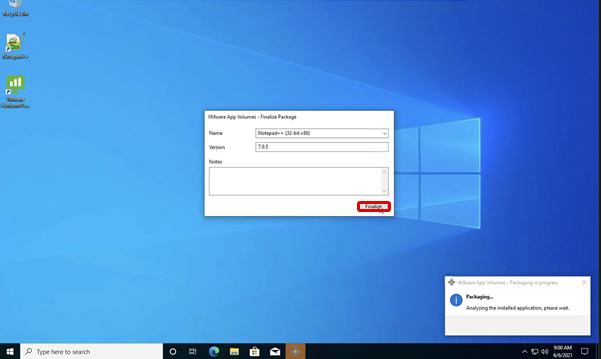 Recycle Bin
Notepad++
VMware
Horizon Pe...
VMware App Volumes - Finalize Package
Name
Notepad++ (32-bit x86)
Version
7.9.5
Notes
Finalize
VMware App Volumes - Packaging in progress
Packaging...
Analyzing the installed application, please wait.
Type here to search
9:00 AM
6/6/2021